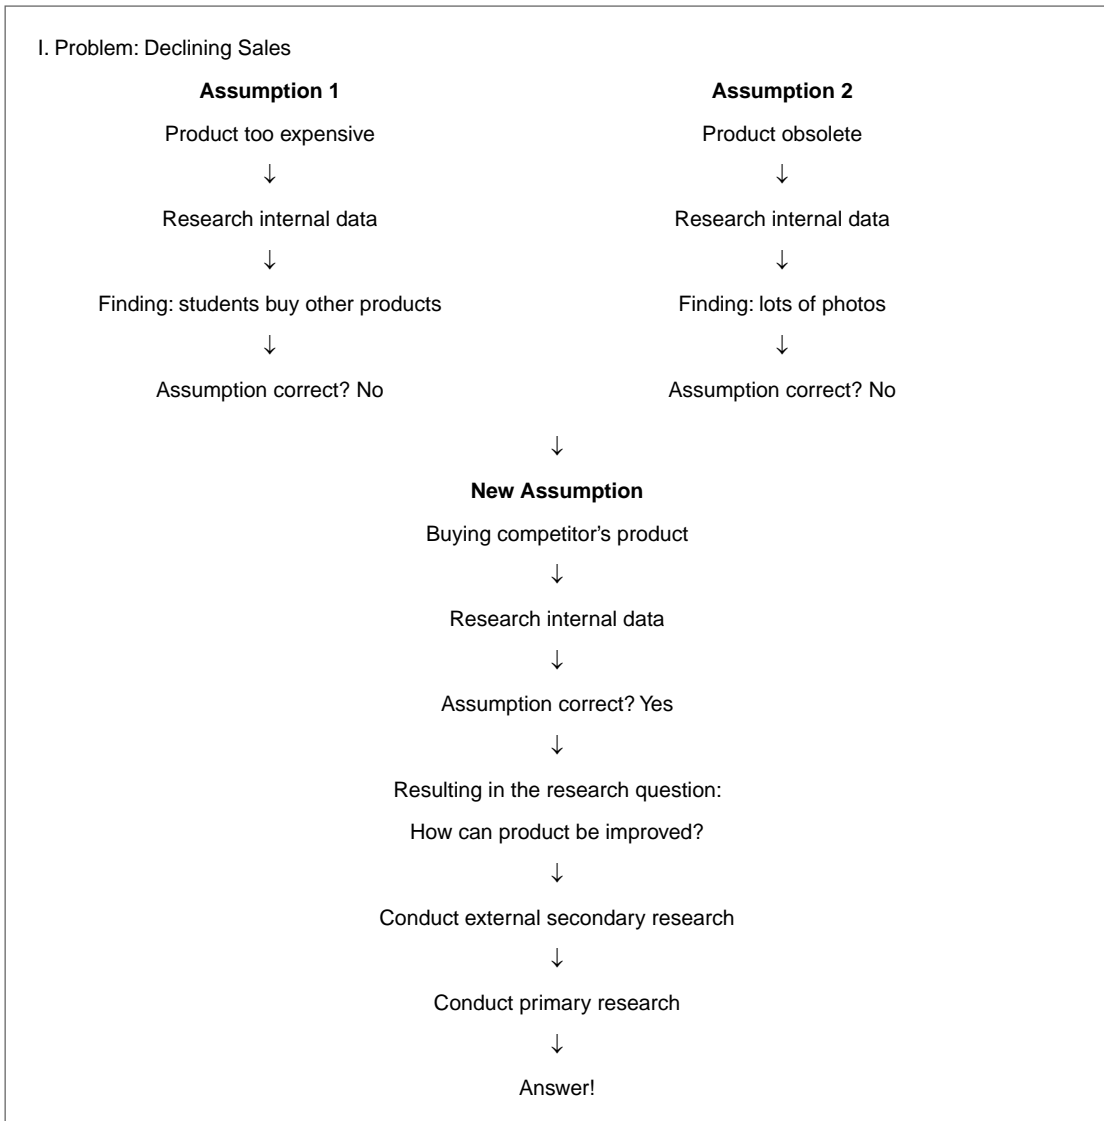 I. Problem: Declining Sales
Assumption 1
Product too expensive
↓
Research internal data
↓
Finding: students buy other products
↓
Assumption correct? No
Assumption 2
Product obsolete
↓
Research internal data
↓
Finding: lots of photos
↓
Assumption correct? No
↓
New Assumption
Buying competitor’s product
↓
Research internal data
↓
Assumption correct? Yes
↓
Resulting in the research question:
How can product be improved?
↓
Conduct external secondary research
↓
Conduct primary research
↓
Answer!